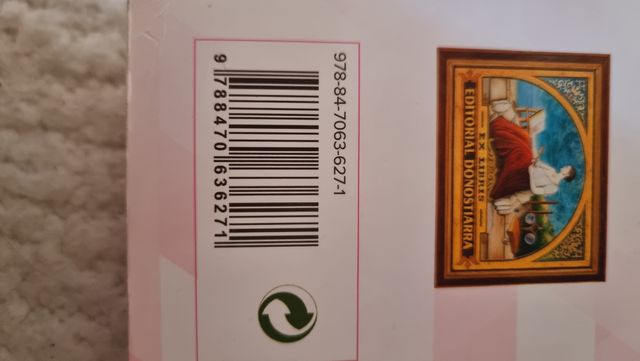 978-84-7063-627-1
9 788470 636271
EX LIBRIS
EDITORIAL DONOSTIARRA